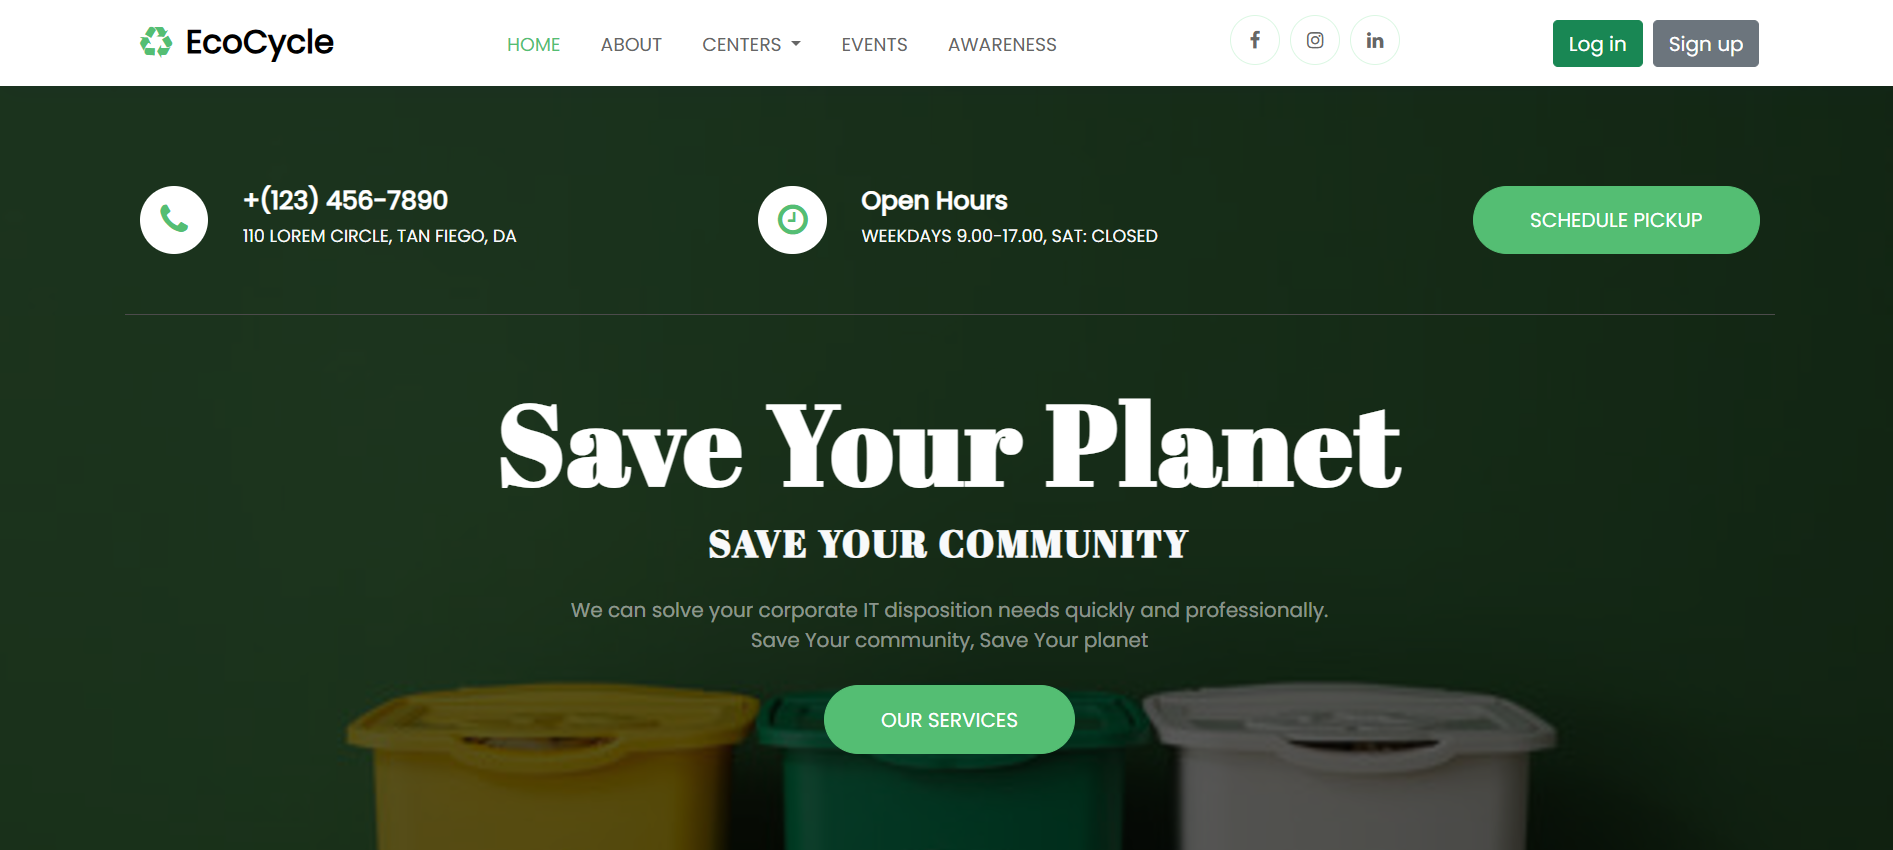 EcoCycle
HOME ABOUT CENTERS EVENTS AWARENESS
Log in Sign up
+(123) 456-7890
110 LOREM CIRCLE, TAN FIEGO, DA
Open Hours
WEEKDAYS 9.00-17.00, SAT: CLOSED
SCHEDULE PICKUP
Save Your Planet
SAVE YOUR COMMUNITY
We can solve your corporate IT disposition needs quickly and professionally.
Save Your community, Save Your planet
OUR SERVICES